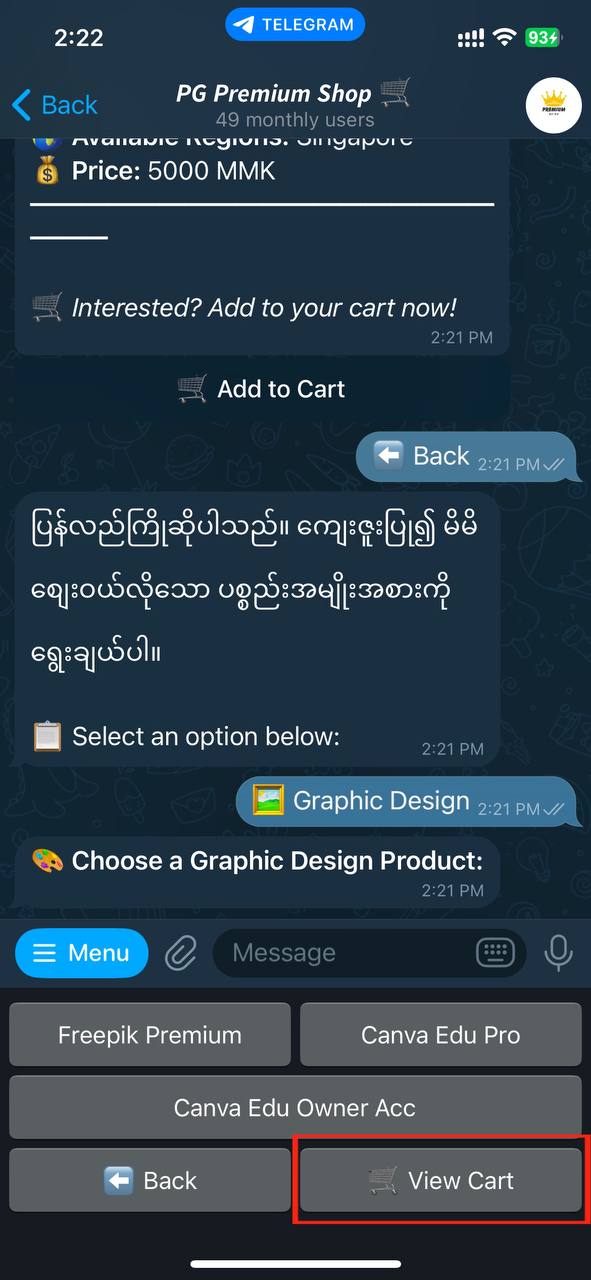 2:22
TELEGRAM
93
Back
PG Premium Shop
49 monthly users
Available Regions: Singapore
Price: 5000 MMK
Interested? Add to your cart now!
2:21 PM
Add to Cart
Back 2:21 PM
ပြန်လည်ကြိုဆိုပါသည်။ ကျေးဇူးပြု၍ မိမိ
ဈေးဝယ်လိုသော ပစ္စည်းအမျိုးအစားကို
ရွေးချယ်ပါ။
Select an option below:
2:21 PM
Graphic Design 2:21 PM
Choose a Graphic Design Product:
2:21 PM
Menu
Message
Freepik Premium
Canva Edu Pro
Canva Edu Owner Acc
Back
View Cart